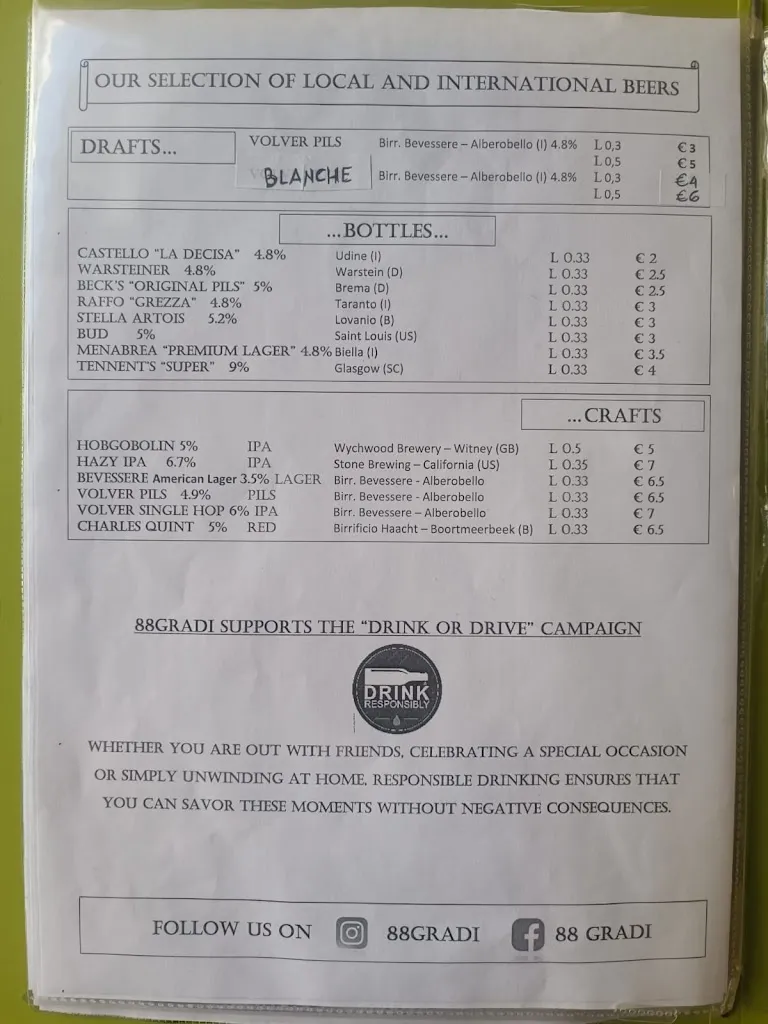 OUR SELECTION OF LOCAL AND INTERNATIONAL BEERS
DRAFTS... VOLVER PILS Birr. Bevessere – Alberobello (I) 4.8% L 0,3 € 3
L 0,5 € 5
BLANCHE Birr. Bevessere – Alberobello (I) 4.8% L 0,3 €4
L 0,5 €6
...BOTTLES...
CASTELLO "LA DECISA" 4.8% Udine (I) L 0.33 € 2
WARSTEINER 4.8% Warstein (D) L 0.33 € 2.5
BECK'S "ORIGINAL PILS" 5% Brema (D) L 0.33 € 2.5
RAFFO "GREZZA" 4.8% Taranto (I) L 0.33 € 3
STELLA ARTOIS 5.2% Lovanio (B) L 0.33 € 3
BUD 5% Saint Louis (US) L 0.33 € 3
MENABREA "PREMIUM LAGER" 4.8% Biella (I) L 0.33 € 3.5
TENNENT'S "SUPER" 9% Glasgow (SC) L 0.33 € 4
...CRAFTS
HOBGOBOLIN 5% IPA Wychwood Brewery – Witney (GB) L 0.5 € 5
HAZY IPA 6.7% IPA Stone Brewing – California (US) L 0.35 € 7
BEVESSERE American Lager 3.5% LAGER Birr. Bevessere - Alberobello L 0.33 € 6.5
VOLVER PILS 4.9% PILS Birr. Bevessere - Alberobello L 0.33 € 6.5
VOLVER SINGLE HOP 6% IPA Birr. Bevessere – Alberobello L 0.33 € 7
CHARLES QUINT 5% RED Birrificio Haacht – Boortmeerbeek (B) L 0.33 € 6.5
88GRADI SUPPORTS THE "DRINK OR DRIVE" CAMPAIGN
DRINK
RESPONSIBLY
WHETHER YOU ARE OUT WITH FRIENDS, CELEBRATING A SPECIAL OCCASION
OR SIMPLY UNWINDING AT HOME, RESPONSIBLE DRINKING ENSURES THAT
YOU CAN SAVOR THESE MOMENTS WITHOUT NEGATIVE CONSEQUENCES.
FOLLOW US ON 88GRADI 88 GRADI